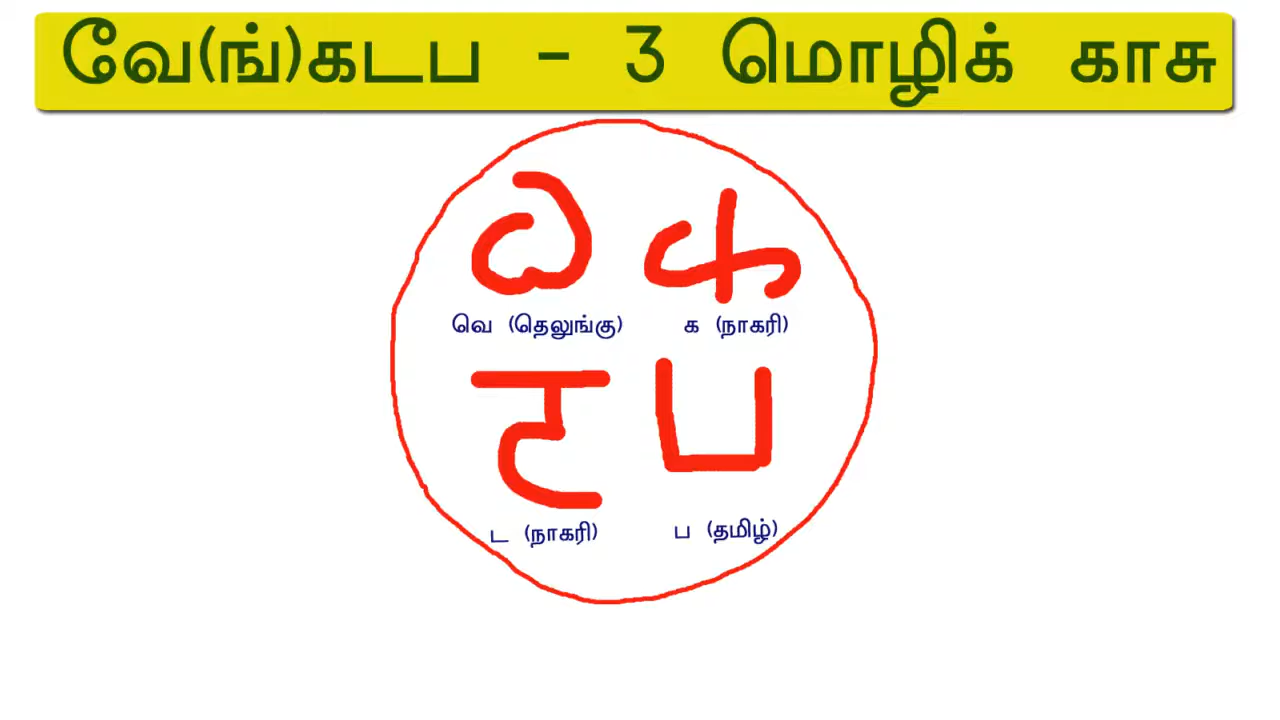 வே(ங்)கடப - 3 மொழிக் காசு
வெ (தெலுங்கு) க (நாகரி)
ट ப
ட (நாகரி) ப (தமிழ்)